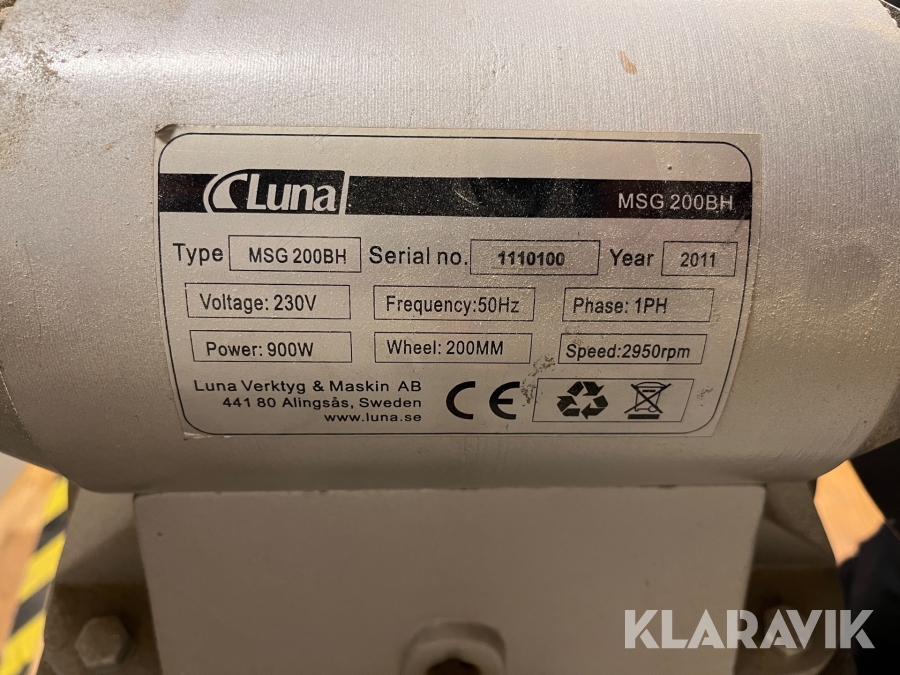 Luna MSG 200BH
Type MSG 200BH Serial no. 1110100 Year 2011
Voltage: 230V Frequency:50Hz Phase: 1PH
Power: 900W Wheel: 200MM Speed:2950rpm
Luna Verktyg & Maskin AB
441 80 Alingsås, Sweden
www.luna.se
CE
KLARAVIK